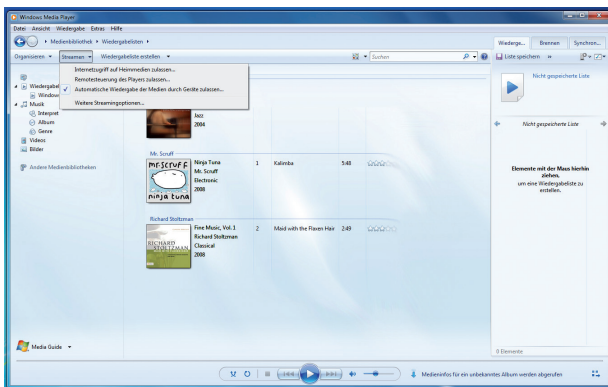 Windows Media Player
Datei Ansicht Wiedergabe Extras Hilfe
Medienbibliothek Wiedergabelisten
Wiederga... Brennen Synchron...
Organisieren Streamen Wiedergabeliste erstellen
Suchen
Liste speichern »
Internetzugriff auf Heimmedien zulassen...
Remotesteuerung des Players zulassen...
Automatische Wiedergabe der Medien durch Geräte zulassen...
Weitere Streamingoptionen...
Wiedergabel
Window
Musik
Interpret
Album
Genre
Videos
Bilder
Andere Medienbibliotheken
Jazz
2004
Mr. Scruff
MR.SCRUFF
ninja tuna
Ninja Tuna
Mr. Scruff
Electronic
2008
1 Kalimba 5:48
Richard Stoltzman
RICHARD
STOLTZMAN
Fine Music, Vol. 1
Richard Stoltzman
Classical
2008
2 Maid with the Flaxen Hair 2:49
Nicht gespeicherte Liste
Nicht gespeicherte Liste
Elemente mit der Maus hierhin
ziehen,
um eine Wiedergabeliste zu
erstellen.
0 Elemente
Media Guide
Medieninfos für ein unbekanntes Album werden abgerufen